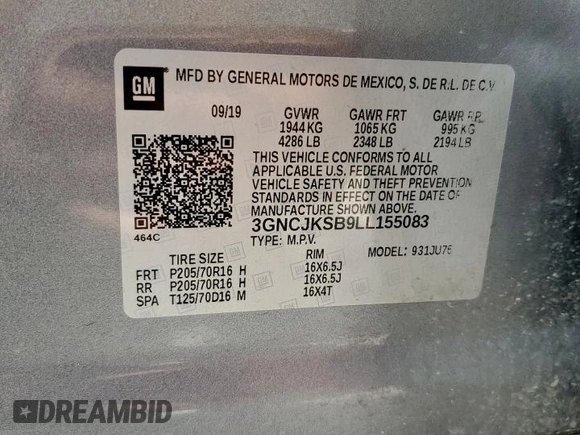 GM
MFD BY GENERAL MOTORS DE MEXICO, S. DE R.L. DE C.V.
09/19 GVWR GAWR FRT GAWR RR
1944 KG 1065 KG 995 KG
4286 LB 2348 LB 2194 LB
THIS VEHICLE CONFORMS TO ALL
APPLICABLE U.S. FEDERAL MOTOR
VEHICLE SAFETY AND THEFT PREVENTION
STANDARDS IN EFFECT ON THE DATE OF
MANUFACTURE SHOWN ABOVE.
464C
3GNCJKSB9LL155083
TYPE: M.P.V. MODEL: 931JU76
TIRE SIZE RIM
FRT P205/70R16 H 16X6.5J
RR P205/70R16 H 16X6.5J
SPA T125/70D16 M 16X4T
DREAMBID